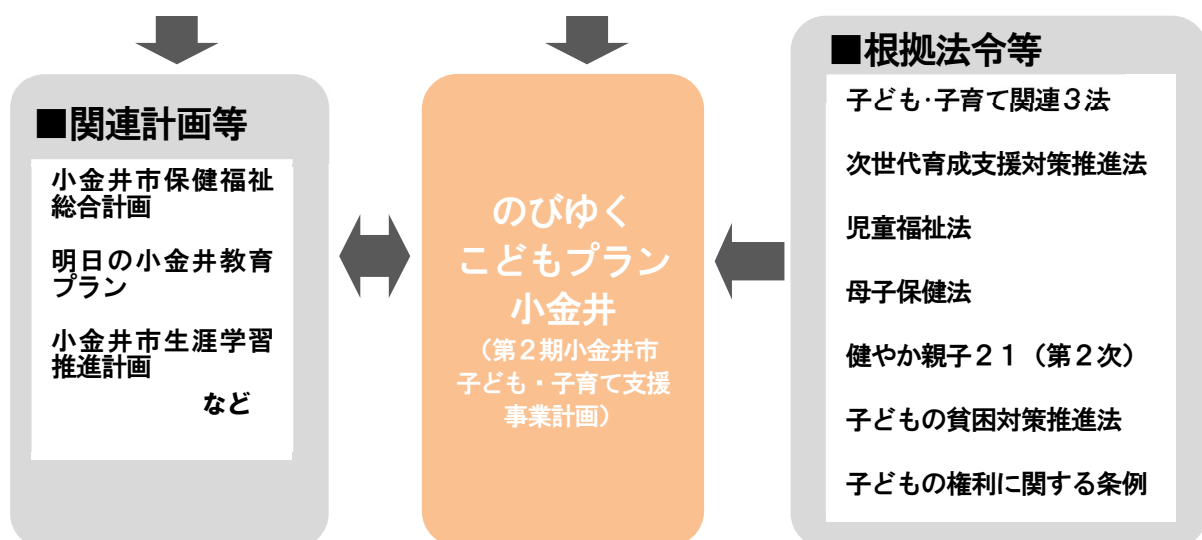 ■関連計画等
小金井市保健福祉
総合計画
明日の小金井教育
プラン
小金井市生涯学習
推進計画
など
のびゆく
こどもプラン
小金井
（第２期小金井市
子ども・子育て支援
事業計画）
■根拠法令等
子ども・子育て関連３法
次世代育成支援対策推進法
児童福祉法
母子保健法
健やか親子２１（第２次）
子どもの貧困対策推進法
子どもの権利に関する条例